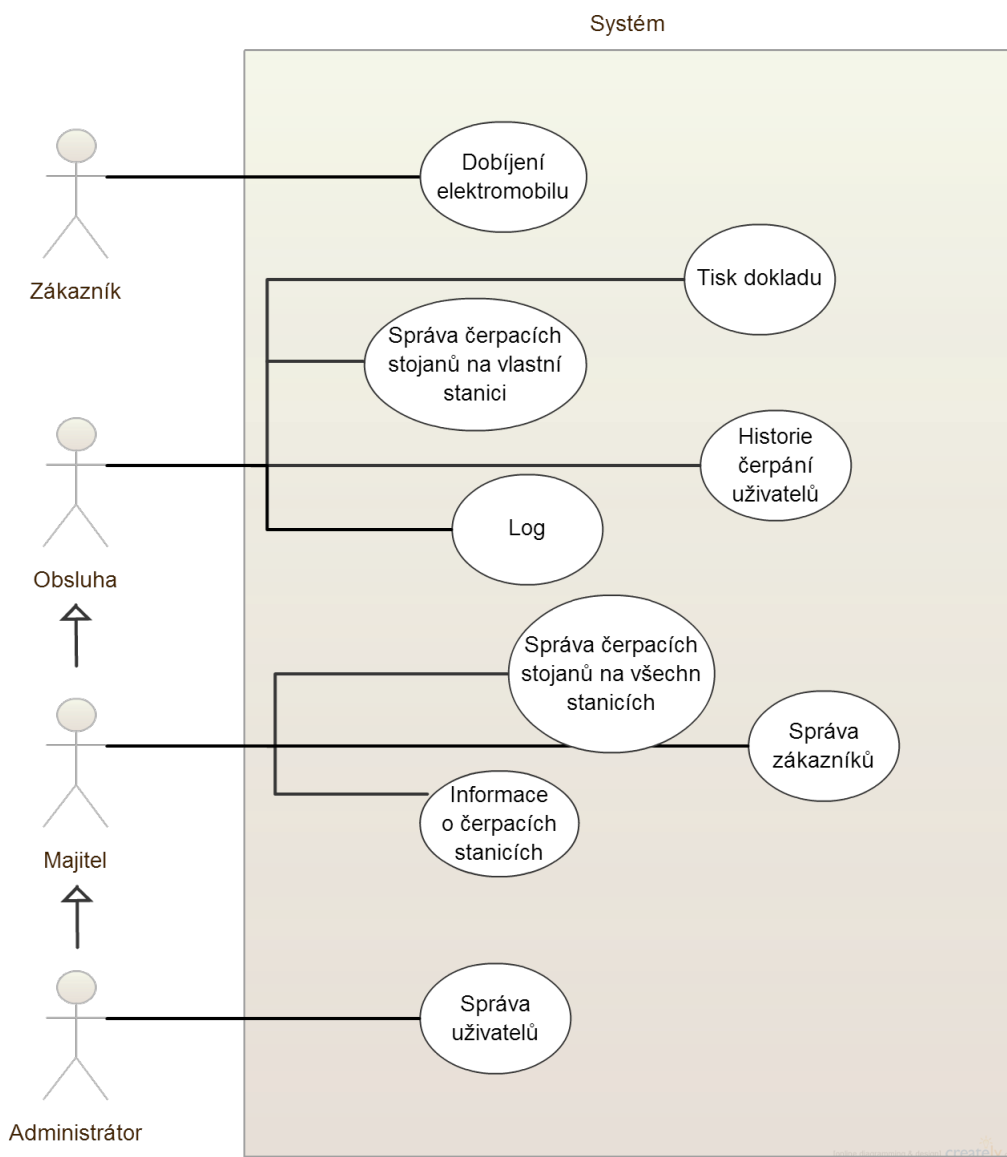 Systém
Dobíjení
elektromobilu
Zákazník
Tisk dokladu
Správa čerpacích
stojanů na vlastní
stanici
Historie
čerpání
uživatelů
Log
Obsluha
Správa čerpacích
stojanů na všechn
stanicích
Správa
zákazníků
Informace
o čerpacích
stanicích
Majitel
Správa
uživatelů
Administrátor